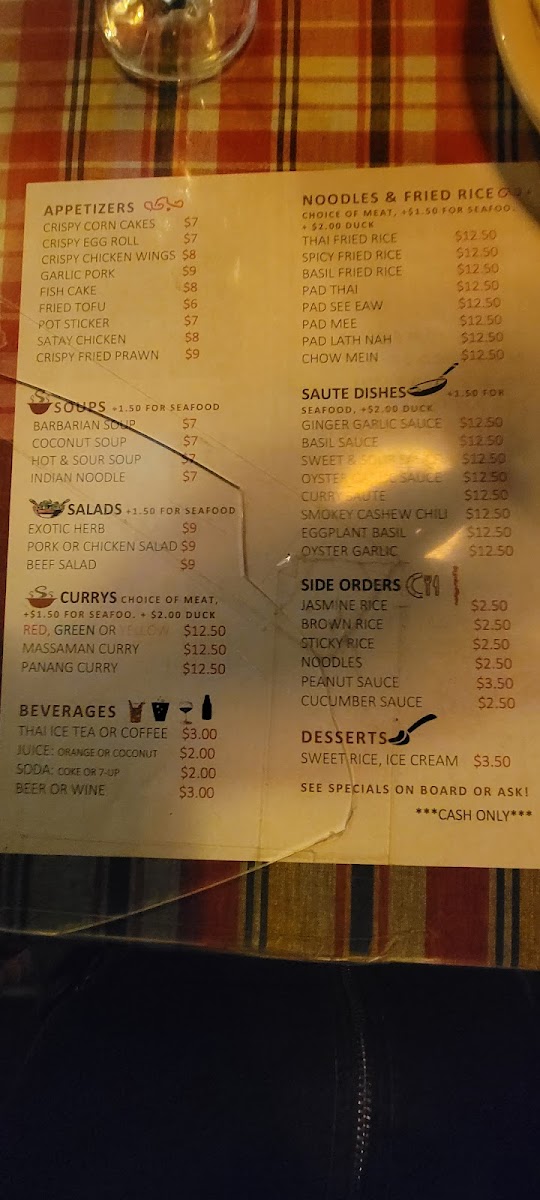 APPETIZERS
CRISPY CORN CAKES $7
CRISPY EGG ROLL $7
CRISPY CHICKEN WINGS $8
GARLIC PORK $9
FISH CAKE $8
FRIED TOFU $6
POT STICKER $7
SATAY CHICKEN $8
CRISPY FRIED PRAWN $9
SOUPS +1.50 FOR SEAFOOD
BARBARIAN SOUP $7
COCONUT SOUP $7
HOT & SOUR SOUP $7
INDIAN NOODLE $7
SALADS +1.50 FOR SEAFOOD
EXOTIC HERB $9
PORK OR CHICKEN SALAD $9
BEEF SALAD $9
CURRYS CHOICE OF MEAT,
+$1.50 FOR SEAFOO. + $2.00 DUCK
RED, GREEN OR YELLOW $12.50
MASSAMAN CURRY $12.50
PANANG CURRY $12.50
BEVERAGES
THAI ICE TEA OR COFFEE $3.00
JUICE: ORANGE OR COCONUT $2.00
SODA: COKE OR 7-UP $2.00
BEER OR WINE $3.00
NOODLES & FRIED RICE
CHOICE OF MEAT, +$1.50 FOR SEAFOO.
+ $2.00 DUCK
THAI FRIED RICE $12.50
SPICY FRIED RICE $12.50
BASIL FRIED RICE $12.50
PAD THAI $12.50
PAD SEE EAW $12.50
PAD MEE $12.50
PAD LATH NAH $12.50
CHOW MEIN $12.50
SAUTE DISHES +1.50 FOR
SEAFOOD, +$2.00 DUCK
GINGER GARLIC SAUCE $12.50
BASIL SAUCE $12.50
SWEET & SOUR SAUCE $12.50
OYSTER SAUCE $12.50
CURRY SAUTE $12.50
SMOKEY CASHEW CHILI $12.50
EGGPLANT BASIL $12.50
OYSTER GARLIC $12.50
SIDE ORDERS
JASMINE RICE $2.50
BROWN RICE $2.50
STICKY RICE $2.50
NOODLES $2.50
PEANUT SAUCE $3.50
CUCUMBER SAUCE $2.50
DESSERTS
SWEET RICE, ICE CREAM $3.50
SEE SPECIALS ON BOARD OR ASK!
***CASH ONLY***